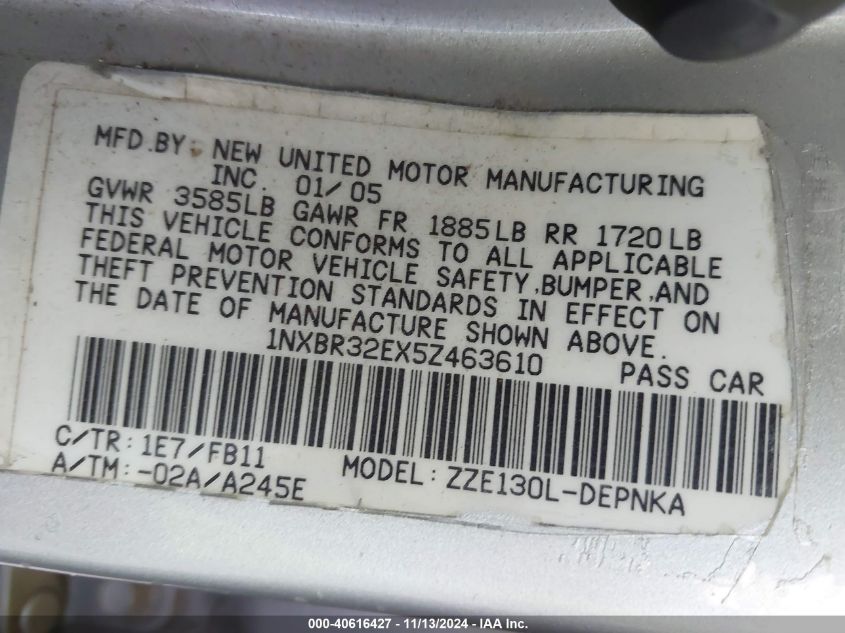 MFD.BY: NEW UNITED MOTOR MANUFACTURING
INC. 01/05
GVWR 3585LB GAWR FR 1885LB RR 1720LB
THIS VEHICLE CONFORMS TO ALL APPLICABLE
FEDERAL MOTOR VEHICLE SAFETY,BUMPER,AND
THEFT PREVENTION STANDARDS IN EFFECT ON
THE DATE OF MANUFACTURE SHOWN ABOVE.
1NXBR32EX5Z463610 PASS CAR
C/TR: 1E7/FB11
A/TM:-02A/A245E MODEL: ZZE130L-DEPNKA
000-40616427 - 11/13/2024 - IAA Inc.